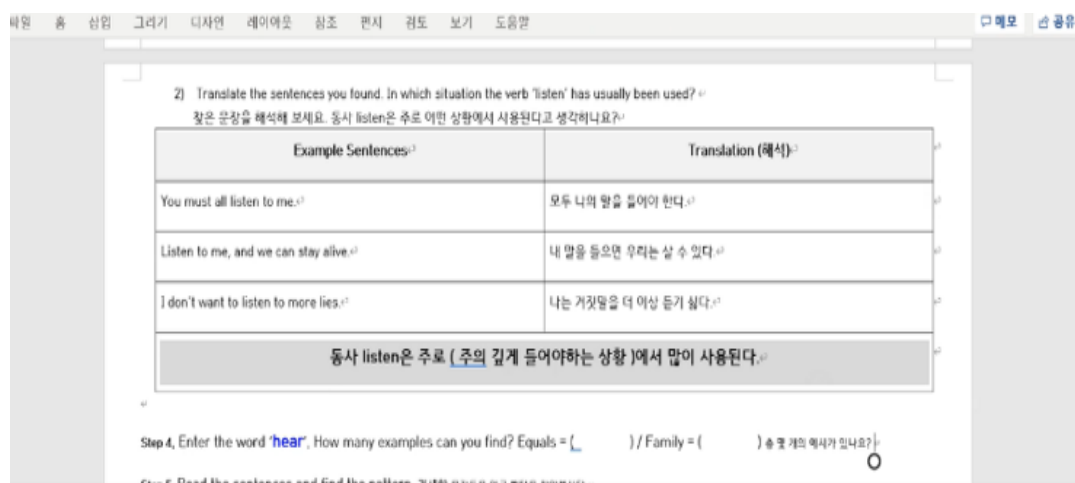 파일 홈 삽입 그리기 디자인 레이아웃 참조 편지 검토 보기 도움말 메모 공유
2) Translate the sentences you found. In which situation the verb 'listen' has usually been used?
찾은 문장을 해석해 보세요. 동사 listen은 주로 어떤 상황에서 사용된다고 생각하나요?
Example Sentences Translation (해석)
You must all listen to me. 모두 나의 말을 들어야 한다.
Listen to me, and we can stay alive. 내 말을 들으면 우리는 살 수 있다.
I don't want to listen to more lies. 나는 거짓말을 더 이상 듣기 싫다.
동사 listen은 주로 ( 주의 깊게 들어야하는 상황 )에서 많이 사용된다.
Step 4, Enter the word 'hear', How many examples can you find? Equals = ( ) / Family = ( ) 총 몇 개의 예시가 있나요?
Step 5, Read the sentences and find the pattern.